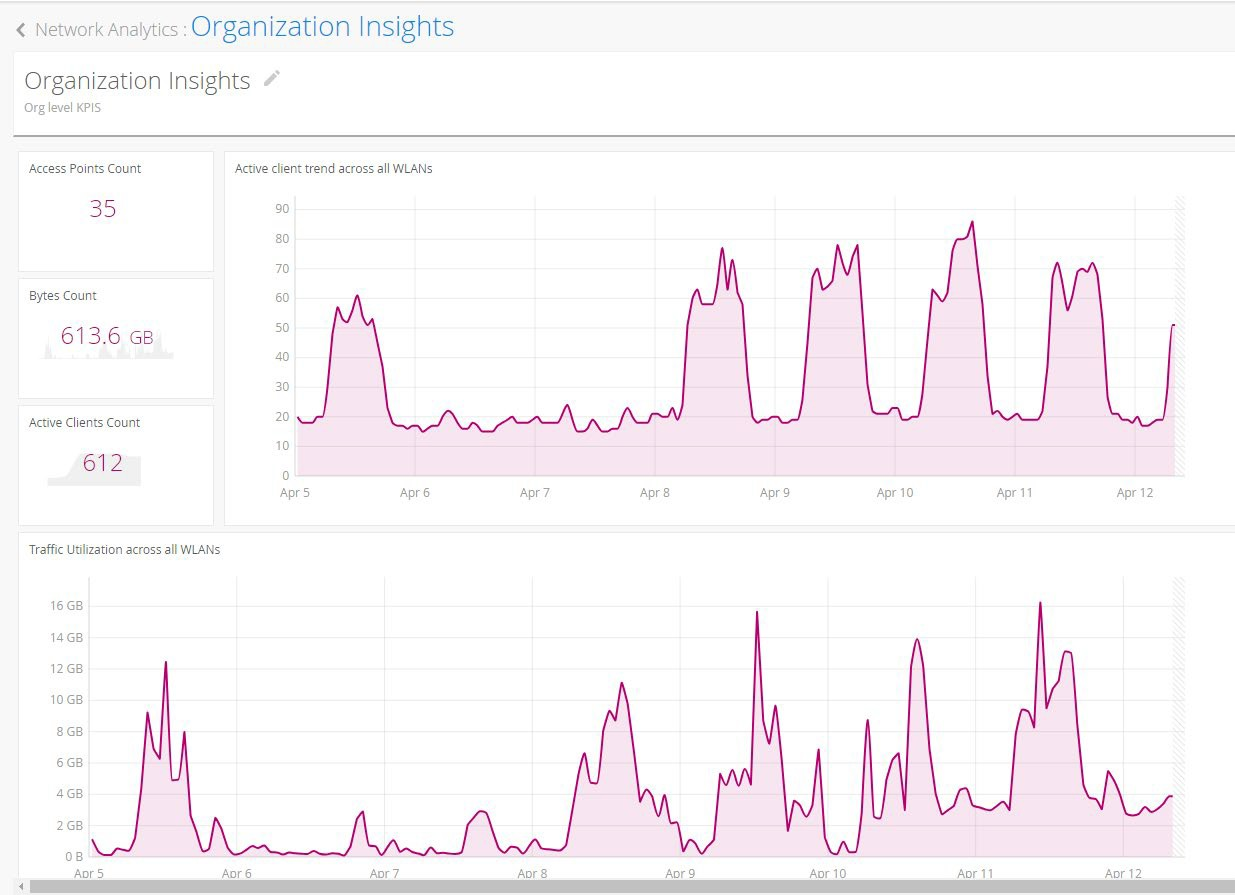 Network Analytics : Organization Insights
Organization Insights
Org level KPIS
Access Points Count
35
Bytes Count
613.6 GB
Active Clients Count
612
Active client trend across all WLANs
90
80
70
60
50
40
30
20
10
0
Apr 5 Apr 6 Apr 7 Apr 8 Apr 9 Apr 10 Apr 11 Apr 12
Traffic Utilization across all WLANs
16 GB
14 GB
12 GB
10 GB
8 GB
6 GB
4 GB
2 GB
0 B
Apr 5 Apr 6 Apr 7 Apr 8 Apr 9 Apr 10 Apr 11 Apr 12